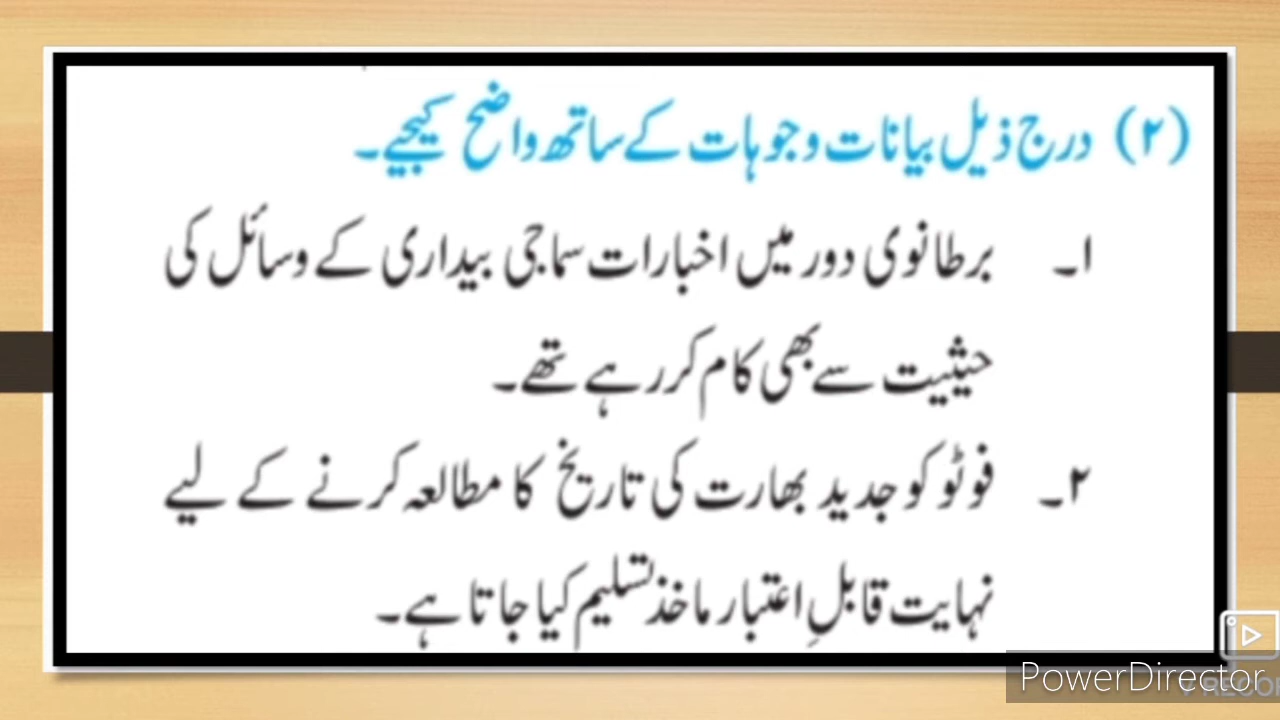 (۲) درج ذیل بیانات وجوہات کے ساتھ واضح کیجیے۔
۱۔ برطانوی دور میں اخبارات سماجی بیداری کے وسائل کی
حیثیت سے بھی کام کر رہے تھے۔
۲۔ فوٹو کو جدید بھارت کی تاریخ کا مطالعہ کرنے کے لیے
نہایت قابلِ اعتبار ماخذ تسلیم کیا جاتا ہے۔
PowerDirector